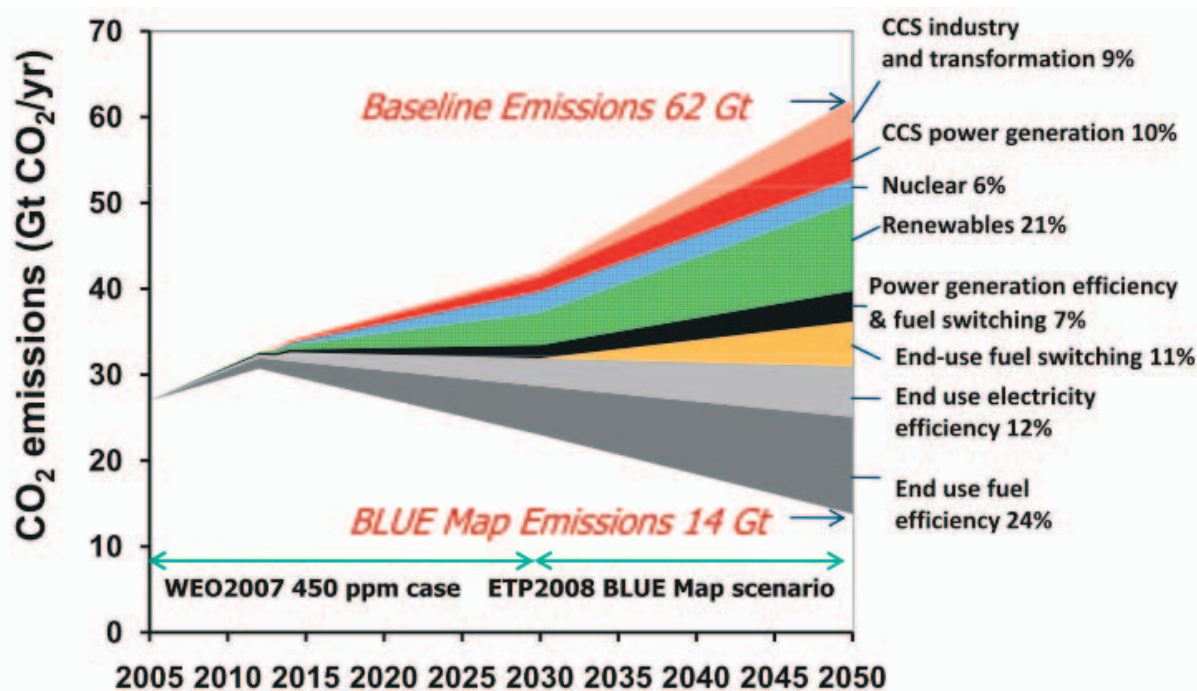 CO2 emissions (Gt CO2/yr)
70
60
50
40
30
20
10
0
2005 2010 2015 2020 2025 2030 2035 2040 2045 2050
Baseline Emissions 62 Gt
BLUE Map Emissions 14 Gt
WEO2007 450 ppm case
ETP2008 BLUE Map scenario
CCS industry
and transformation 9%
CCS power generation 10%
Nuclear 6%
Renewables 21%
Power generation efficiency
& fuel switching 7%
End-use fuel switching 11%
End use electricity
efficiency 12%
End use fuel
efficiency 24%